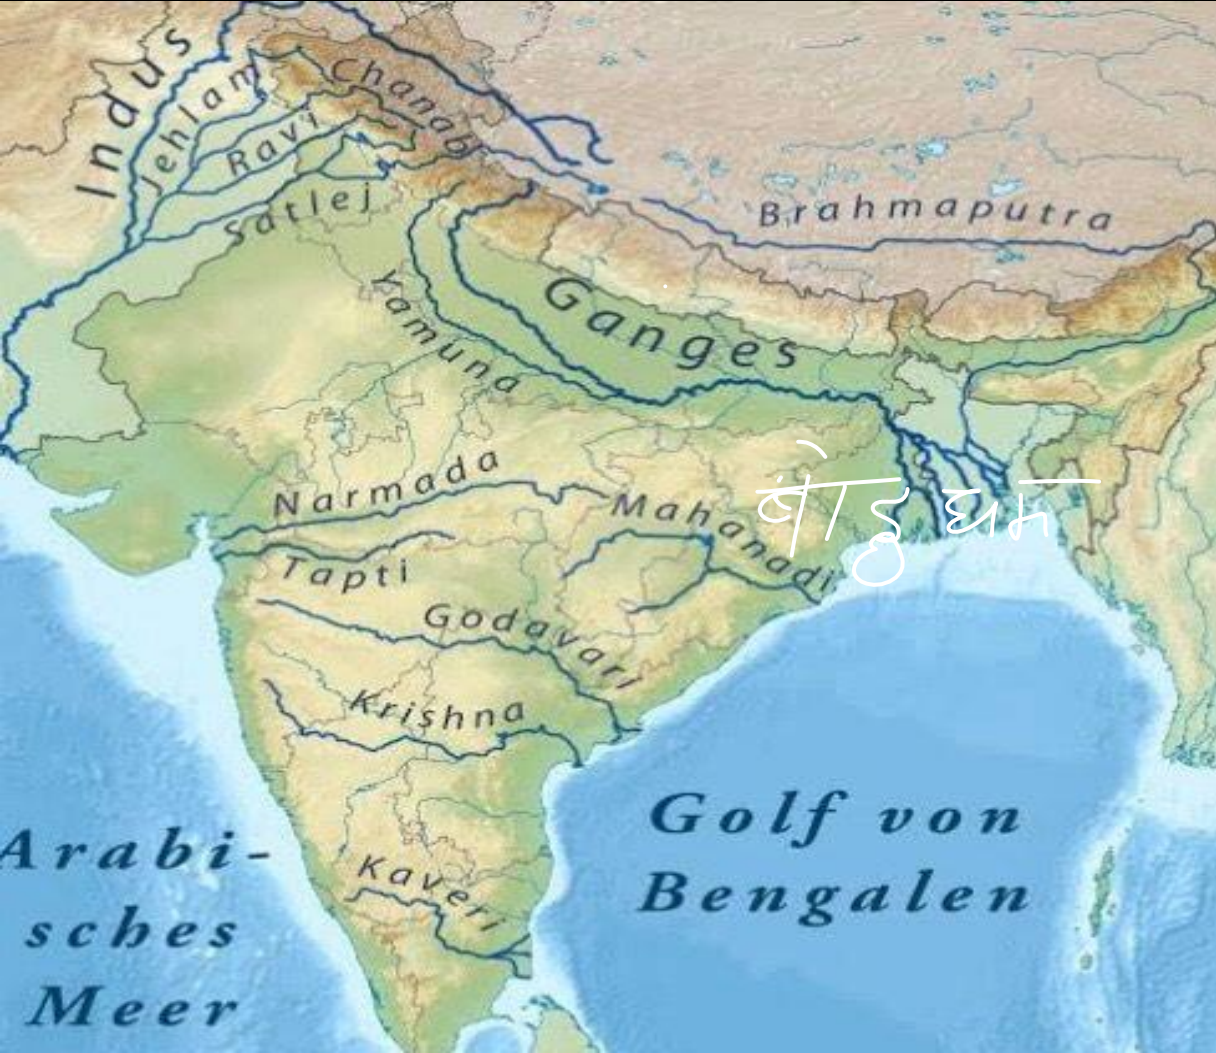 Indus
Jehlam
Chanab
Ravi
Satlej
Brahmaputra
Yamuna
Ganges
Narmada
Mahanadi
Tapti
Godavari
Krishna
Kaveri
Golf von
Bengalen
Arabi-
sches
Meer